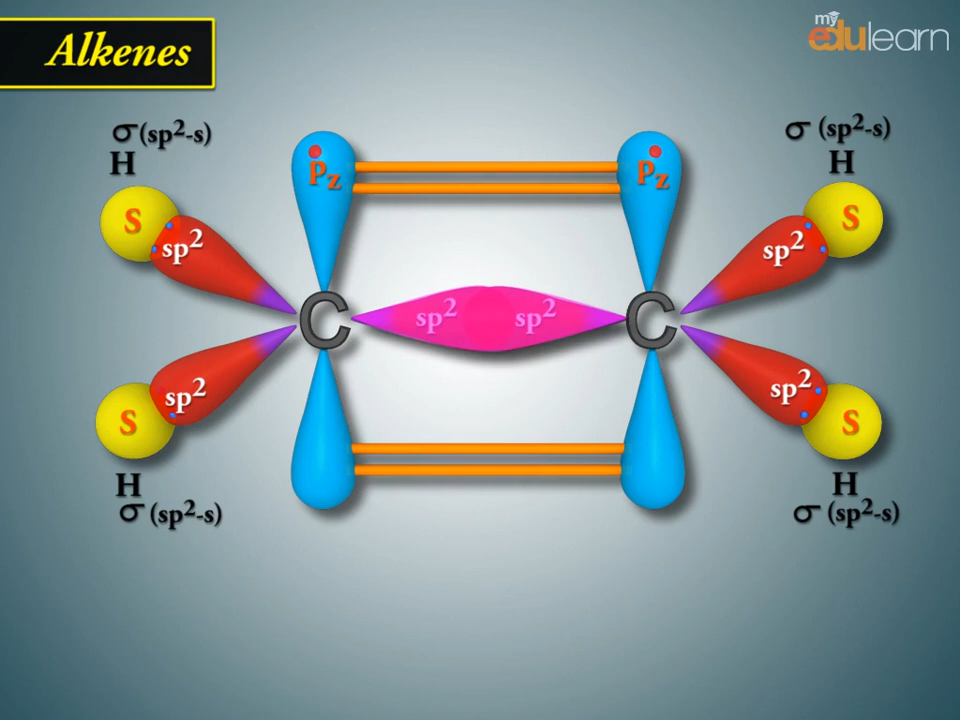 Alkenes
my
edulearn
σ(sp²-s)
H
S
sp²
pz
pz
σ (sp²-s)
H
S
sp²
C
sp²
sp²
C
S
sp²
H
σ (sp²-s)
sp²
S
H
σ (sp²-s)